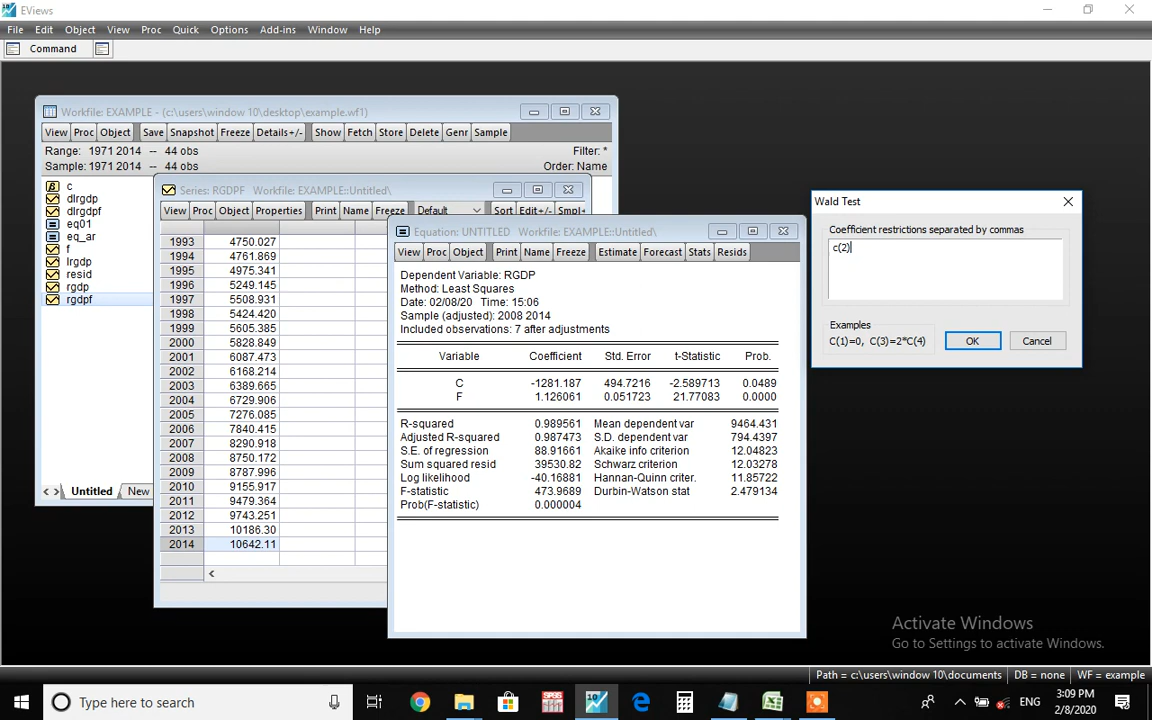 EViews
File Edit Object View Proc Quick Options Add-ins Window Help
Command
Workfile: EXAMPLE - (c:\users\window 10\desktop\example.wf1)
View Proc Object Save Snapshot Freeze Details+/- Show Fetch Store Delete Genr Sample
Range: 1971 2014 -- 44 obs Filter: *
Sample: 1971 2014 -- 44 obs Order: Name
c
dlrgdp
dlrgdpf
eq01
eq_ar
f
lrgdp
resid
rgdp
rgdpf
< > Untitled New
Series: RGDPF Workfile: EXAMPLE::Untitled\
View Proc Object Properties Print Name Freeze Default Sort Edit+/- Smpl+
1993 4750.027
1994 4761.869
1995 4975.341
1996 5249.145
1997 5508.931
1998 5424.420
1999 5605.385
2000 5828.849
2001 6087.473
2002 6168.214
2003 6389.665
2004 6729.906
2005 7276.085
2006 7840.415
2007 8290.918
2008 8750.172
2009 8787.996
2010 9155.917
2011 9479.364
2012 9743.251
2013 10186.30
2014 10642.11
<
Equation: UNTITLED Workfile: EXAMPLE::Untitled\
View Proc Object Print Name Freeze Estimate Forecast Stats Resids
Dependent Variable: RGDP
Method: Least Squares
Date: 02/08/20 Time: 15:06
Sample (adjusted): 2008 2014
Included observations: 7 after adjustments
Variable Coefficient Std. Error t-Statistic Prob.
C -1281.187 494.7216 -2.589713 0.0489
F 1.126061 0.051723 21.77083 0.0000
R-squared 0.989561 Mean dependent var 9464.431
Adjusted R-squared 0.987473 S.D. dependent var 794.4397
S.E. of regression 88.91661 Akaike info criterion 12.04823
Sum squared resid 39530.82 Schwarz criterion 12.03278
Log likelihood -40.16881 Hannan-Quinn criter. 11.85722
F-statistic 473.9689 Durbin-Watson stat 2.479134
Prob(F-statistic) 0.000004
Wald Test
Coefficient restrictions separated by commas
c(2)
Examples
C(1)=0, C(3)=2*C(4)
OK Cancel
Activate Windows
Go to Settings to activate Windows.
Path = c:\users\window 10\documents DB = none WF = example
Type here to search
SPSS
10
ENG
3:09 PM
2/8/2020